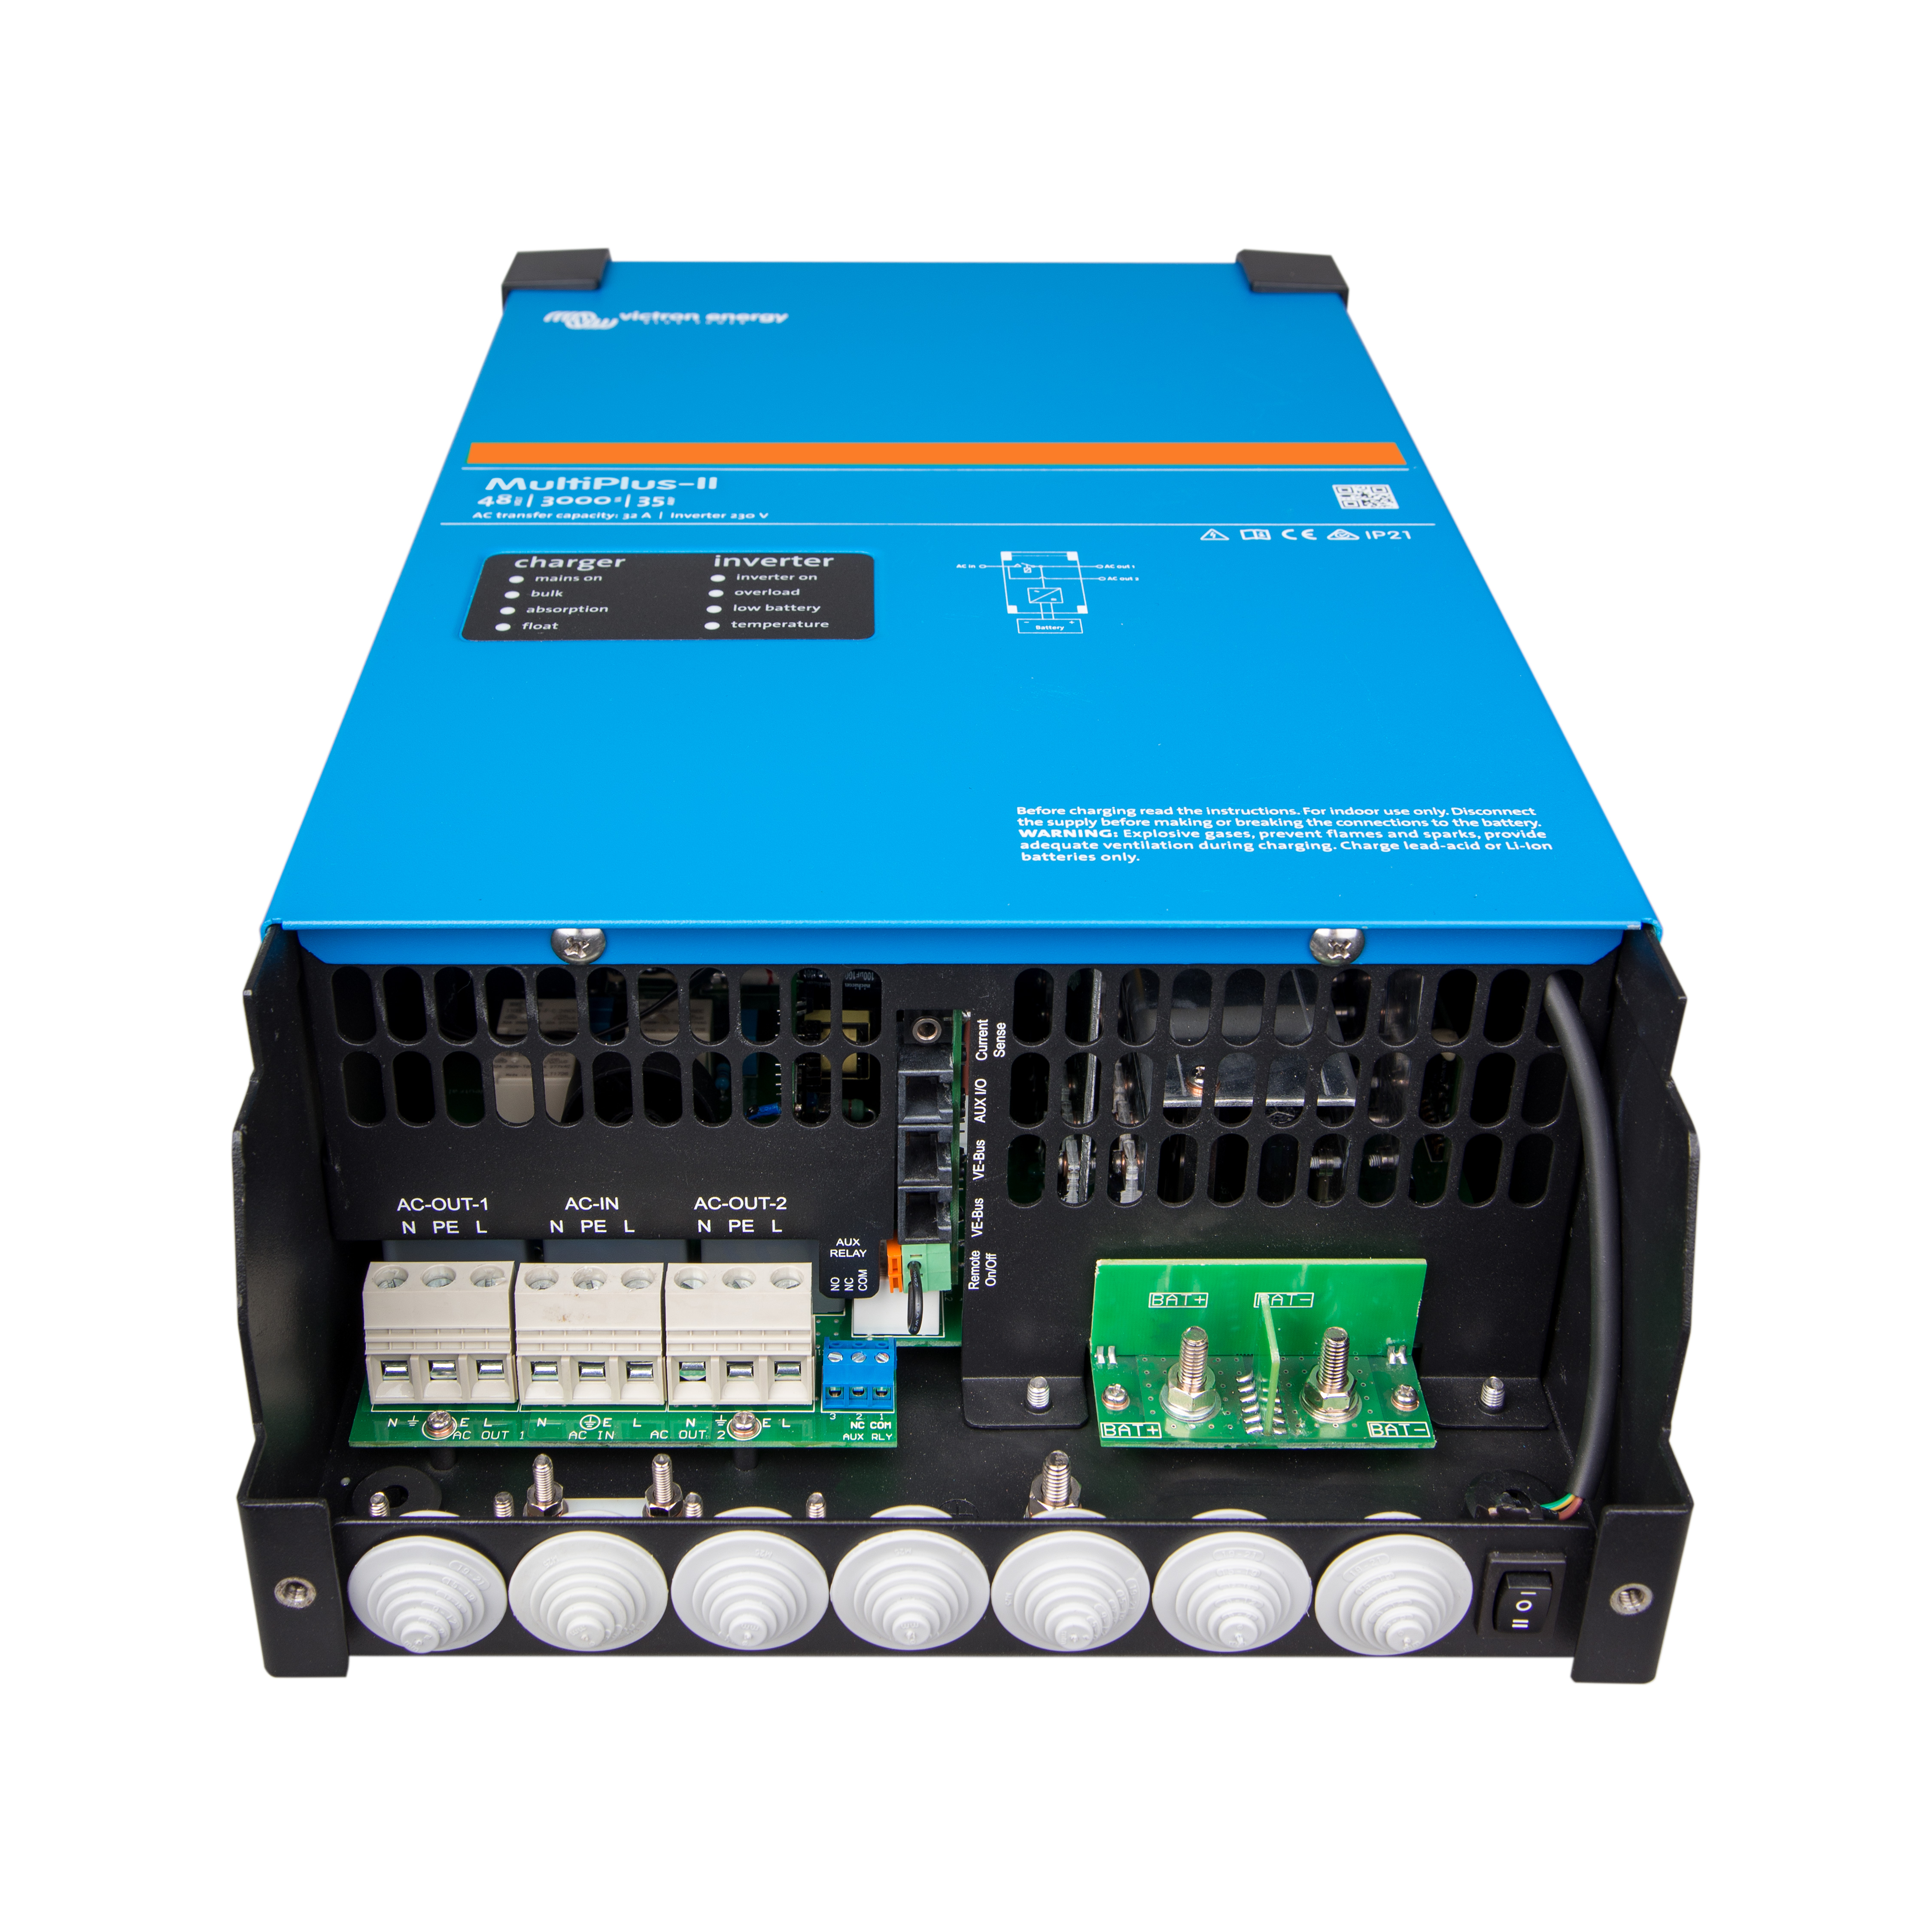 victron energy
MultiPlus-II
48 | 3000 | 35
AC transfer capacity: 32 A | Inverter 230 V
IP21
charger inverter
mains on inverter on
bulk overload
absorption low battery
float temperature
AC in
AC out 1
AC out 2
- Battery +
Before charging read the instructions. For indoor use only. Disconnect
the supply before making or breaking the connections to the battery.
WARNING: Explosive gases, prevent flames and sparks, provide
adequate ventilation during charging. Charge lead-acid or Li-Ion
batteries only.
Current
Sense
AUX I/O
VE-Bus
VE-Bus
Remote
On/Off
AC-OUT-1 AC-IN AC-OUT-2
N PE L N PE L N PE L
AUX
RELAY
NO
NC
COM
BAT+ BAT-
N E L N E L N E L
AC OUT 1 AC IN AC OUT 2
3 2 1
NC COM
AUX RLY
BAT+ BAT-
I
O
II